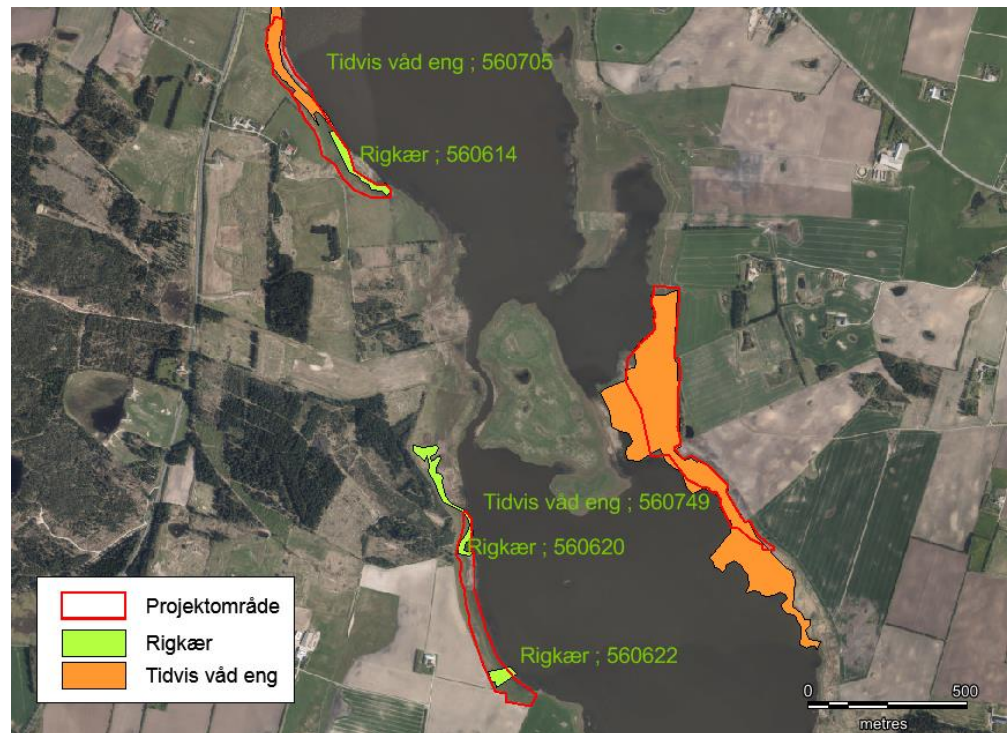 Tidvis våd eng ; 560705
Rigkær ; 560614
Tidvis våd eng ; 560749
Rigkær ; 560620
Rigkær ; 560622
Projektområde
Rigkær
Tidvis våd eng
0 500
metres